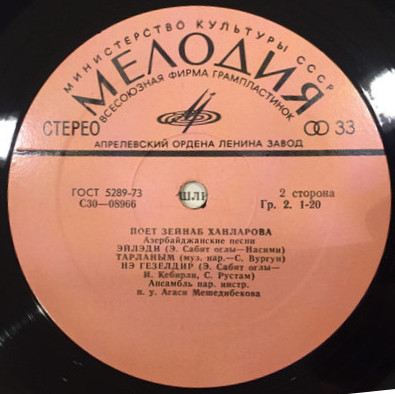 МИНИСТЕРСТВО КУЛЬТУРЫ СССР
МЕЛОДИЯ
ВСЕСОЮЗНАЯ ФИРМА ГРАМПЛАСТИНОК
СТЕРЕО 33
АПРЕЛЕВСКИЙ ОРДЕНА ЛЕНИНА ЗАВОД
ГОСТ 5289-73 2 сторона
С30—08966 Гр. 2. 1-20
ПОЕТ ЗЕЙНАБ ХАНЛАРОВА
Азербайджанские песни
ЭЙЛЭДИ (Э. Сабит оглы—Насими)
ТАРЛАНЫМ (муз. нар.—С. Вургун)
НЭ ГЕЗЕЛДИР (Э. Сабит оглы—
И. Кебирли, С. Рустам)
Ансамбль нар. инстр.
п. у. Агаси Мешедибекова